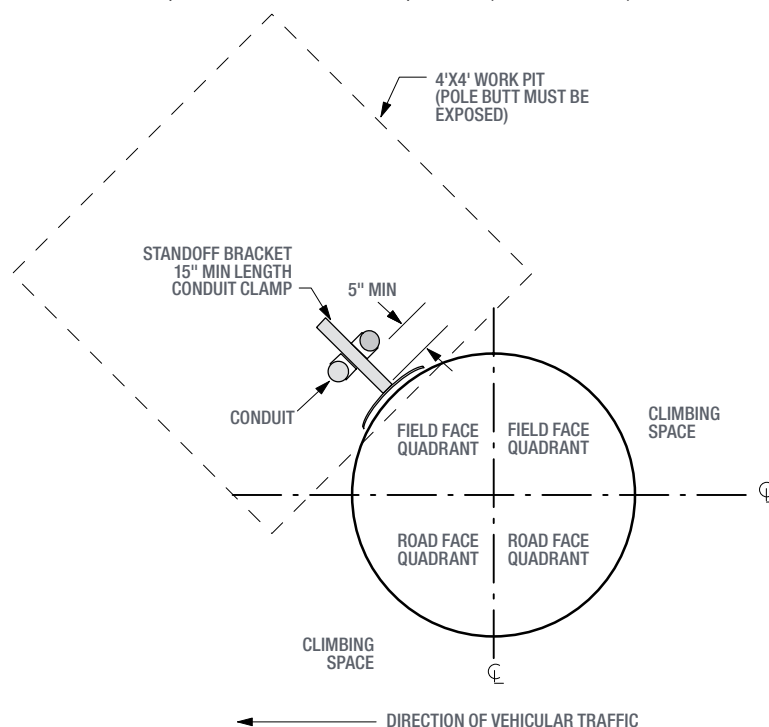 4'X4' WORK PIT
(POLE BUTT MUST BE
EXPOSED)
STANDOFF BRACKET
15" MIN LENGTH
CONDUIT CLAMP
5" MIN
CONDUIT
FIELD FACE
QUADRANT
FIELD FACE
QUADRANT
CLIMBING
SPACE
℄
ROAD FACE
QUADRANT
ROAD FACE
QUADRANT
CLIMBING
SPACE
℄
DIRECTION OF VEHICULAR TRAFFIC